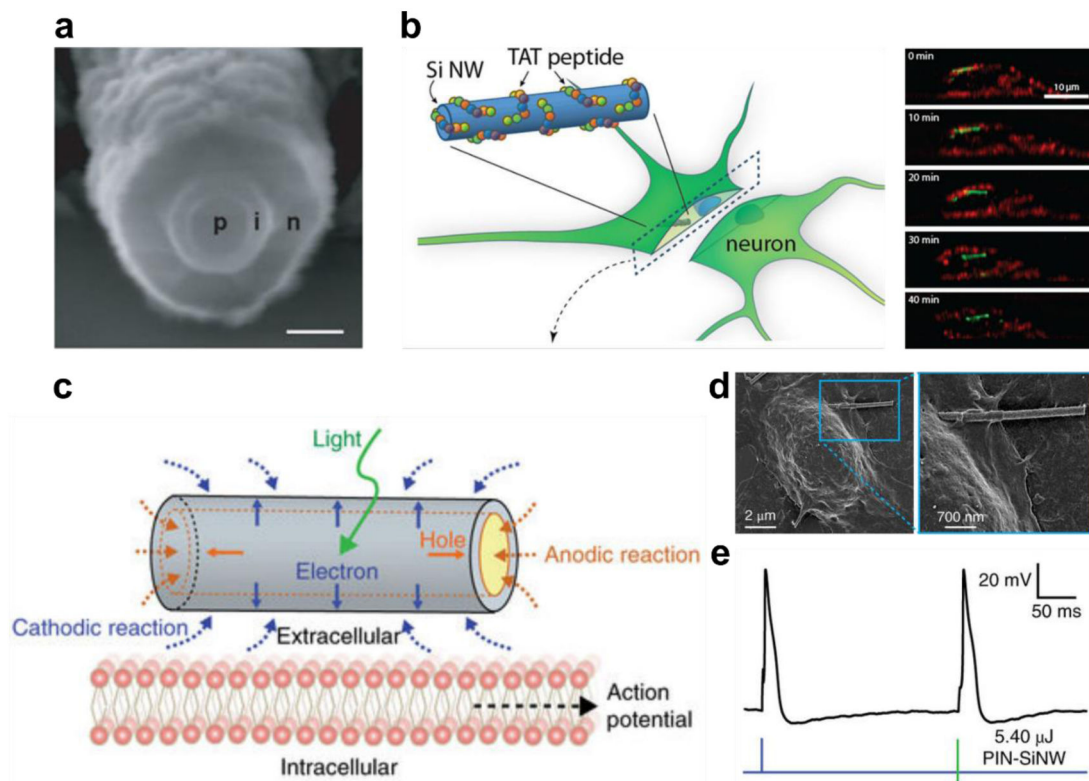 a
p i n
b
Si NW
TAT peptide
neuron
0 min
10 μm
10 min
20 min
30 min
40 min
c
Light
Hole
Electron
Anodic reaction
Cathodic reaction
Extracellular
Action
potential
Intracellular
d
2 μm
700 nm
e
20 mV
50 ms
5.40 μJ
PIN-SiNW